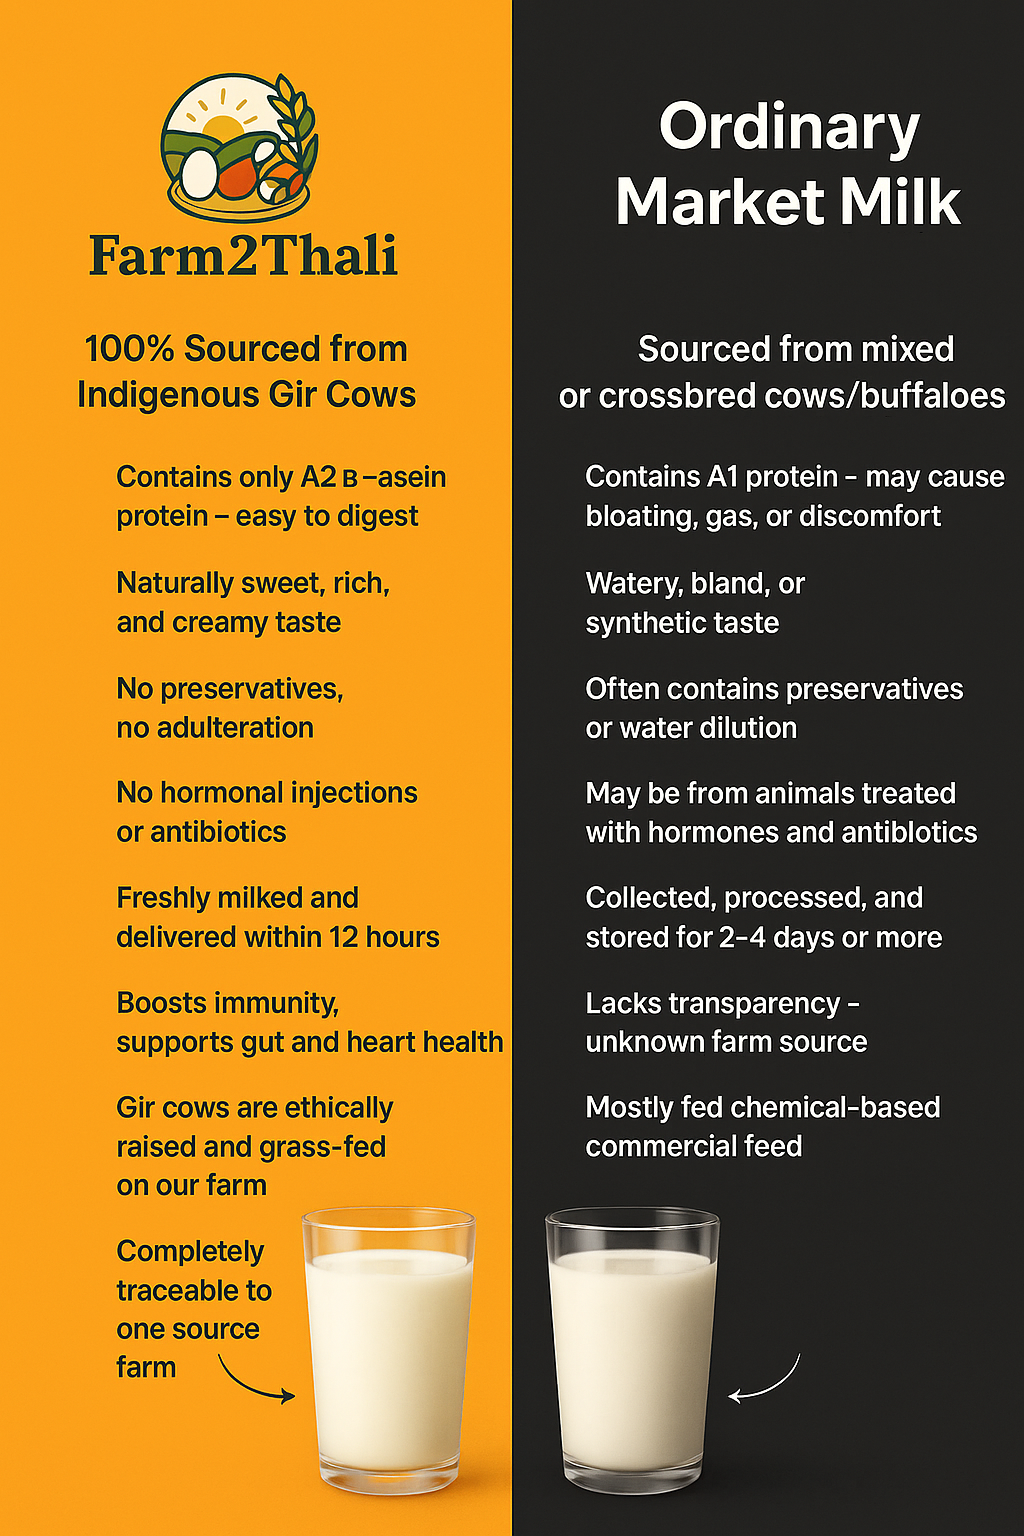 Farm2Thali
100% Sourced from
Indigenous Gir Cows
Contains only A2 B–asein
protein – easy to digest
Naturally sweet, rich,
and creamy taste
No preservatives,
no adulteration
No hormonal injections
or antibiotics
Freshly milked and
delivered within 12 hours
Boosts immunity,
supports gut and heart health
Gir cows are ethically
raised and grass-fed
on our farm
Completely
traceable to
one source
farm
Ordinary
Market Milk
Sourced from mixed
or crossbred cows/buffaloes
Contains A1 protein – may cause
bloating, gas, or discomfort
Watery, bland, or
synthetic taste
Often contains preservatives
or water dilution
May be from animals treated
with hormones and antiblotics
Collected, processed, and
stored for 2–4 days or more
Lacks transparency –
unknown farm source
Mostly fed chemical-based
commercial feed